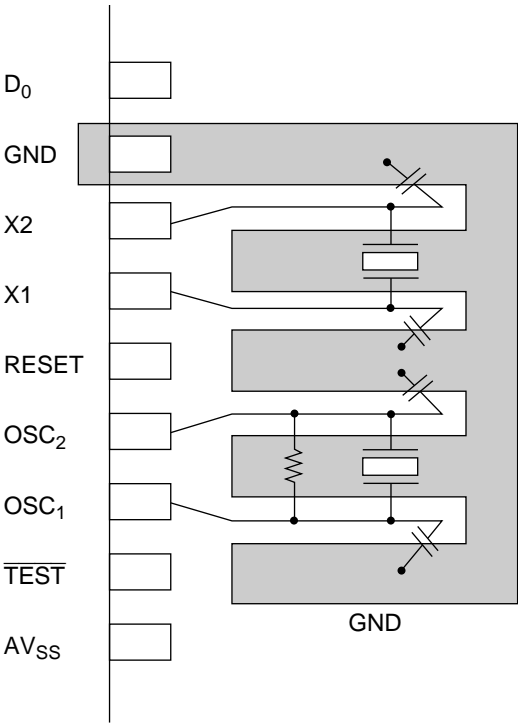 D0
GND
X2
X1
RESET
OSC2
OSC1
TEST
GND
AVSS